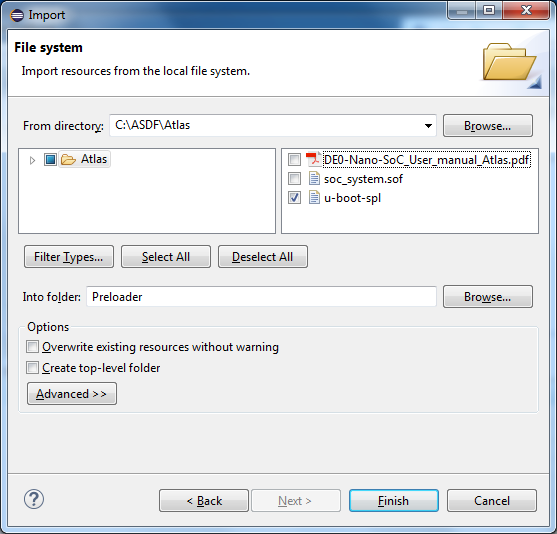 Import
File system
Import resources from the local file system.
From directory: C:\ASDF\Atlas Browse...
Atlas
DE0-Nano-SoC_User_manual_Atlas.pdf
soc_system.sof
u-boot-spl
Filter Types... Select All Deselect All
Into folder: Preloader Browse...
Options
Overwrite existing resources without warning
Create top-level folder
Advanced >>
? < Back Next > Finish Cancel